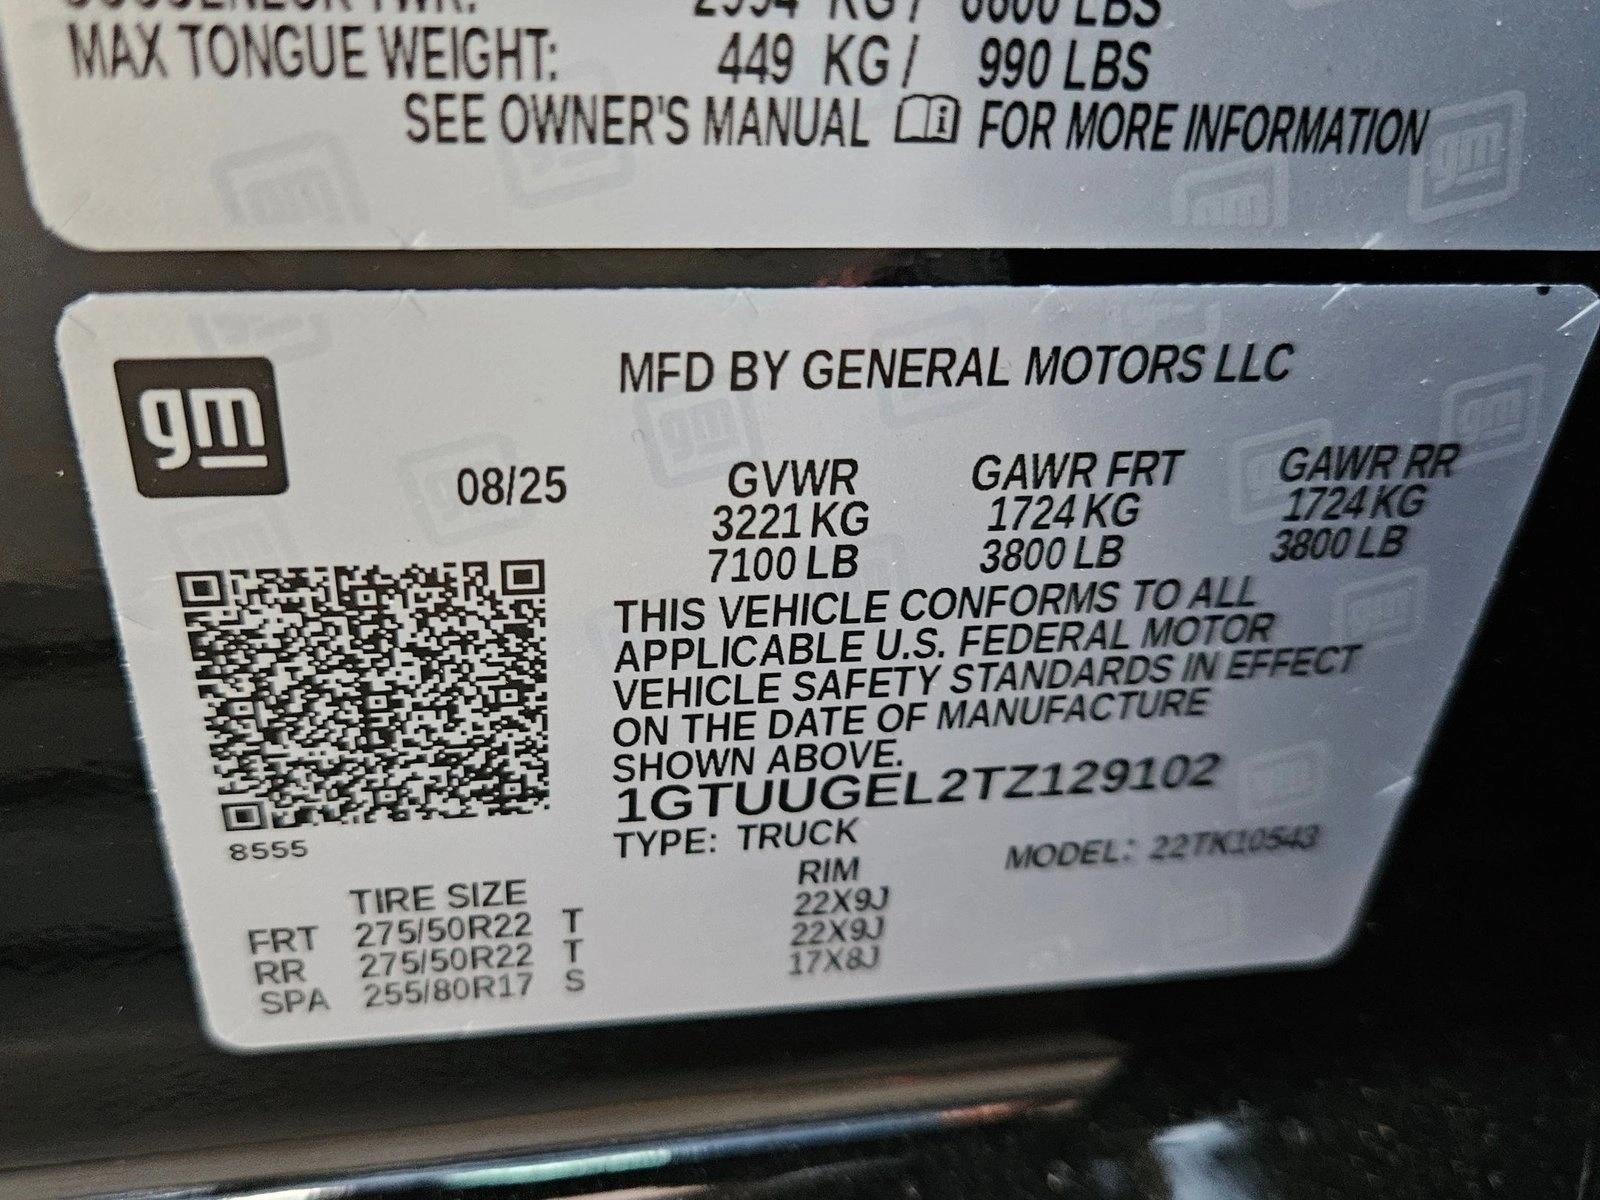 2994 KG / 6600 LBS
MAX TONGUE WEIGHT: 449 KG / 990 LBS
SEE OWNER'S MANUAL FOR MORE INFORMATION
gm
MFD BY GENERAL MOTORS LLC
08/25
GVWR GAWR FRT GAWR RR
3221 KG 1724 KG 1724 KG
7100 LB 3800 LB 3800 LB
THIS VEHICLE CONFORMS TO ALL
APPLICABLE U.S. FEDERAL MOTOR
VEHICLE SAFETY STANDARDS IN EFFECT
ON THE DATE OF MANUFACTURE
SHOWN ABOVE.
1GTUUGEL2TZ129102
8555
TYPE: TRUCK MODEL: 22TK10543
TIRE SIZE RIM
FRT 275/50R22 T 22X9J
RR 275/50R22 T 22X9J
SPA 255/80R17 S 17X8J